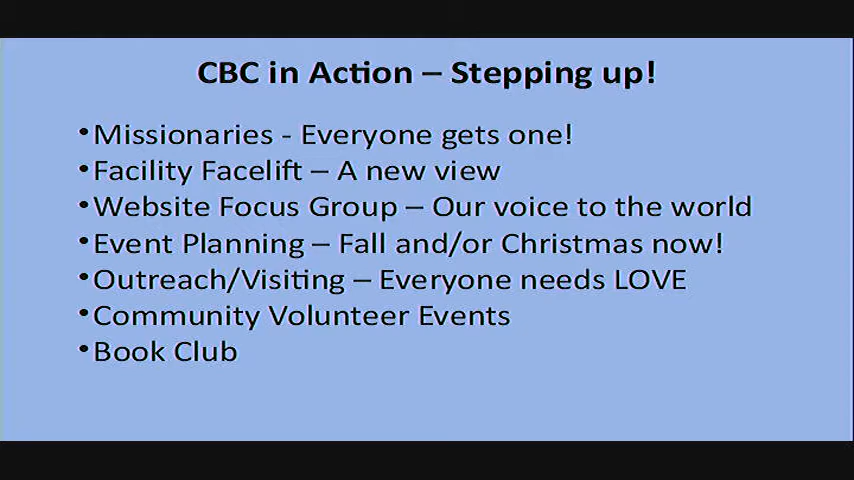 CBC in Action – Stepping up!
•Missionaries - Everyone gets one!
•Facility Facelift – A new view
•Website Focus Group – Our voice to the world
•Event Planning – Fall and/or Christmas now!
•Outreach/Visiting – Everyone needs LOVE
•Community Volunteer Events
•Book Club